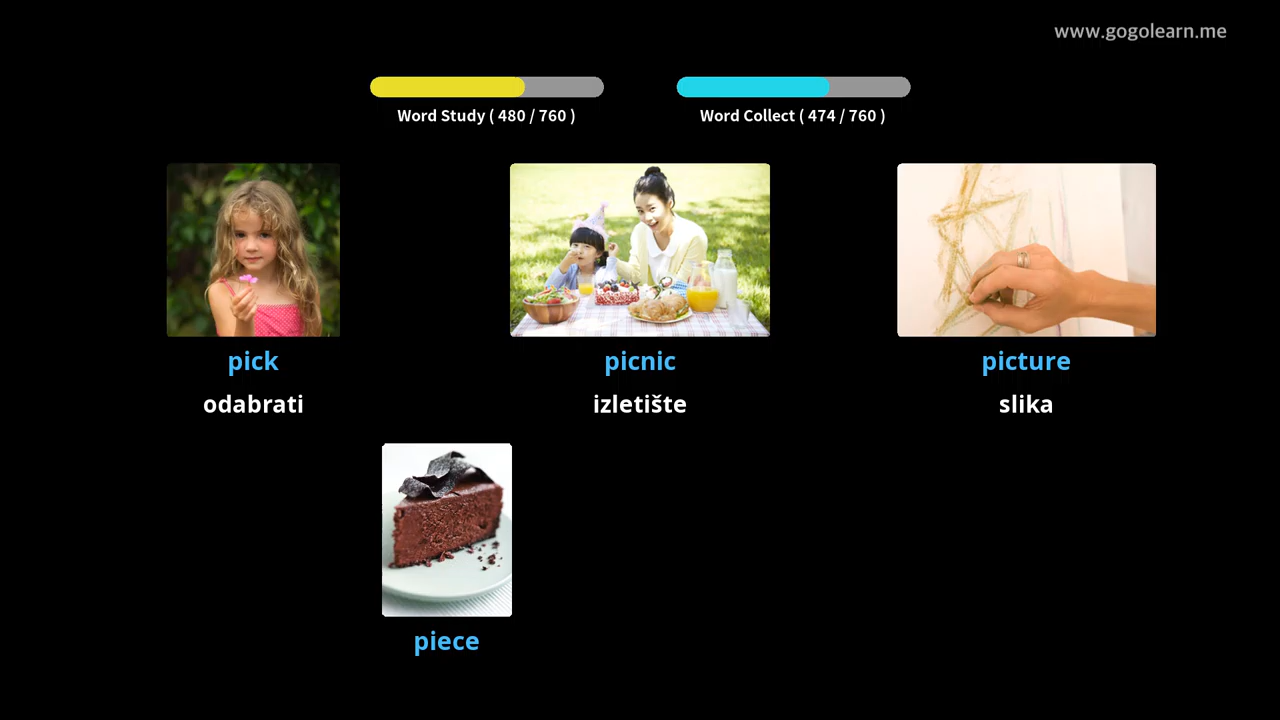 www.gogolearn.me
Word Study ( 480 / 760 )
Word Collect ( 474 / 760 )
pick
picnic
picture
odabrati
izletište
slika
piece